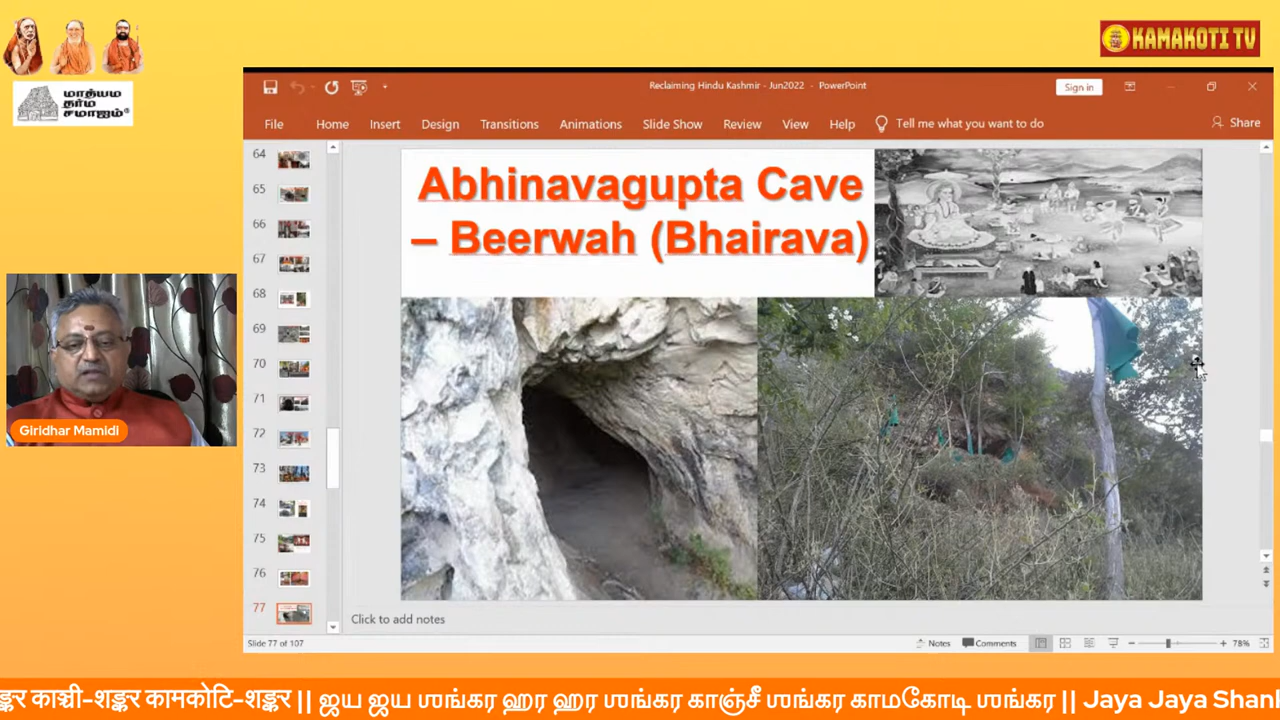 KAMAKOTI TV
மாத்யம
தர்ம
சமாஜம்®
Reclaiming Hindu Kashmir - Jun2022 - PowerPoint
Sign in
File Home Insert Design Transitions Animations Slide Show Review View Help Tell me what you want to do Share
64
65
66
67
68
69
70
71
72
73
74
75
76
77
Abhinavagupta Cave
– Beerwah (Bhairava)
Giridhar Mamidi
Click to add notes
Slide 77 of 107 Notes Comments 78%
ङ्कर काञ्ची-शङ्कर कामकोटि-शङ्कर || ஜய ஜய ஶங்கர ஹர ஹர ஶங்கர காஞ்சீ ஶங்கர காமகோடி ஶங்கர || Jaya Jaya Shan